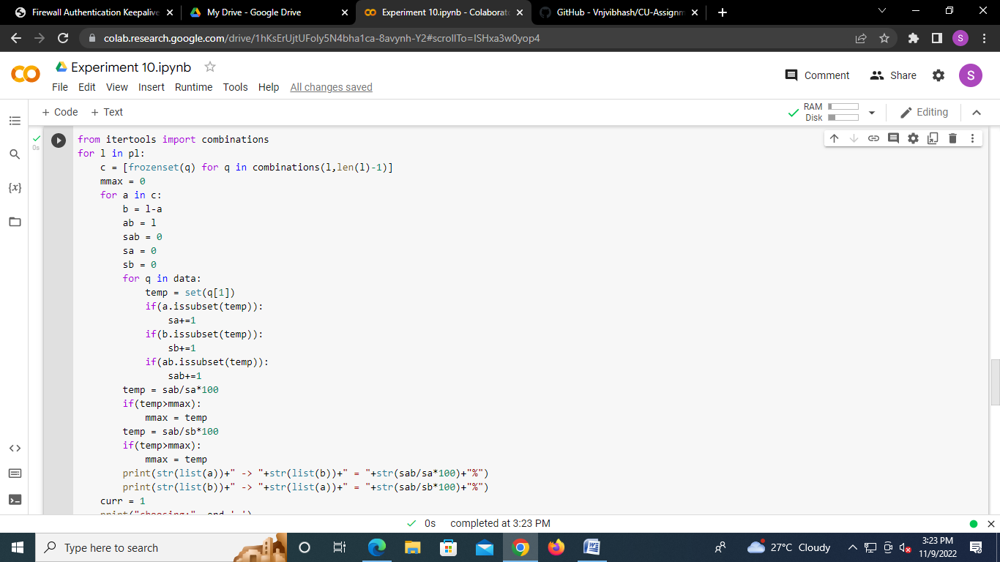 Firewall Authentication Keepalive
My Drive - Google Drive
Experiment 10.ipynb - Colaborato
GitHub - Vnjvibhash/CU-Assignm
colab.research.google.com/drive/1hKsErUjtUFoly5N4bha1ca-8avynh-Y2#scrollTo=ISHxa3w0yop4
S
Experiment 10.ipynb
File Edit View Insert Runtime Tools Help All changes saved
Comment
Share
S
+ Code + Text
RAM
Disk
Editing
0s
from itertools import combinations
for l in pl:
    c = [frozenset(q) for q in combinations(l,len(l)-1)]
    mmax = 0
    for a in c:
        b = l-a
        ab = l
        sab = 0
        sa = 0
        sb = 0
        for q in data:
            temp = set(q[1])
            if(a.issubset(temp)):
                sa+=1
            if(b.issubset(temp)):
                sb+=1
            if(ab.issubset(temp)):
                sab+=1
        temp = sab/sa*100
        if(temp>mmax):
            mmax = temp
        temp = sab/sb*100
        if(temp>mmax):
            mmax = temp
        print(str(list(a))+" -> "+str(list(b))+" = "+str(sab/sa*100)+"%")
        print(str(list(b))+" -> "+str(list(a))+" = "+str(sab/sb*100)+"%")
    curr = 1
    print("choosing:", end=' ')
{x}
0s completed at 3:23 PM
Type here to search
27°C Cloudy
3:23 PM
11/9/2022